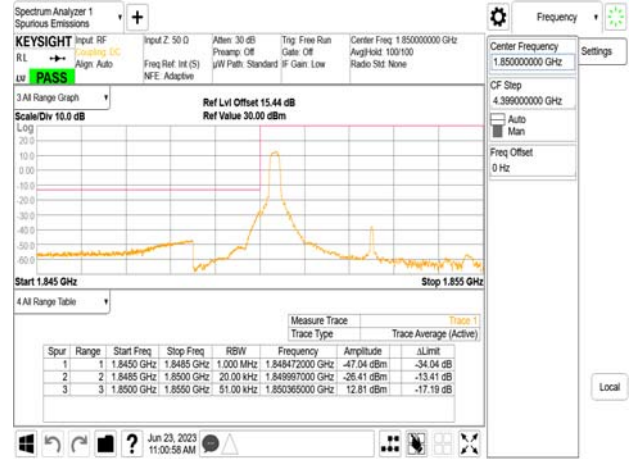 Spectrum Analyzer 1
Spurious Emissions
Frequency
KEYSIGHT Input: RF Input Z: 50 Ω Atten: 30 dB Trig: Free Run Center Freq: 1.850000000 GHz
RL Coupling: DC Preamp: Off Gate: Off Avg|Hold: 100/100
Align: Auto Freq Ref: Int (S) µW Path: Standard IF Gain: Low Radio Std: None
LV PASS NFE: Adaptive
Center Frequency
1.850000000 GHz
Settings
CF Step
4.399000000 GHz
Auto
Man
Freq Offset
0 Hz
3 All Range Graph
Ref Lvl Offset 15.44 dB
Scale/Div 10.0 dB Ref Value 30.00 dBm
Log
20.0
10.0
0.00
-10.0
-20.0
-30.0
-40.0
-50.0
-60.0
Start 1.845 GHz Stop 1.855 GHz
4 All Range Table
Measure Trace Trace 1
Trace Type Trace Average (Active)
Spur Range Start Freq Stop Freq RBW Frequency Amplitude ΔLimit
1 1 1.8450 GHz 1.8485 GHz 1.000 MHz 1.848472000 GHz -47.04 dBm -34.04 dB
2 2 1.8485 GHz 1.8500 GHz 20.00 kHz 1.849997000 GHz -26.41 dBm -13.41 dB
3 3 1.8500 GHz 1.8550 GHz 51.00 kHz 1.850365000 GHz 12.81 dBm -17.19 dB
Local
? Jun 23, 2023
11:00:58 AM